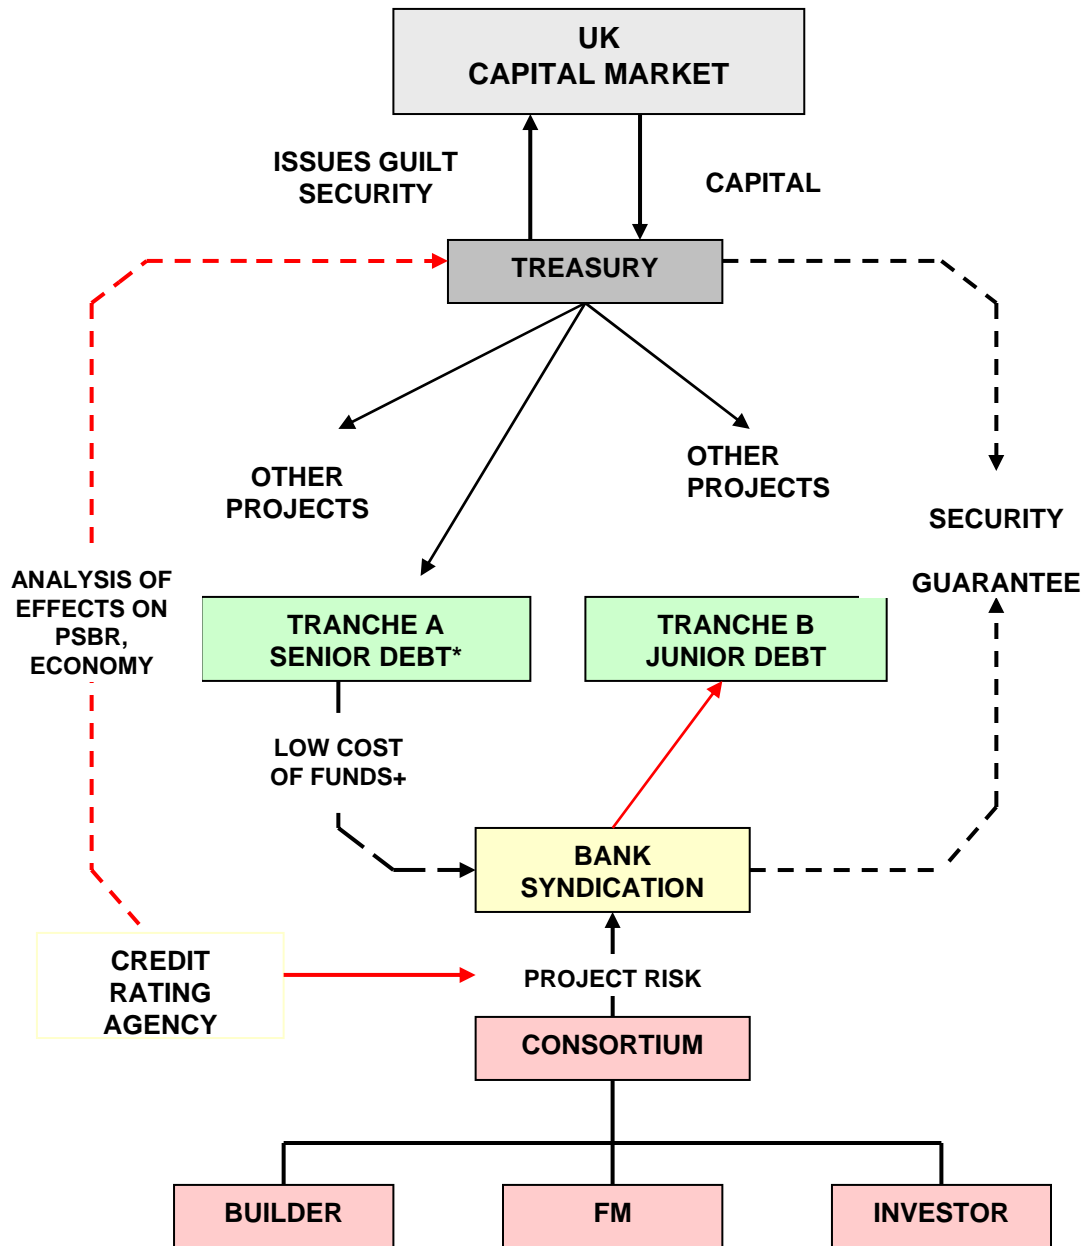 UK
CAPITAL MARKET
ISSUES GUILT
SECURITY
CAPITAL
TREASURY
OTHER
PROJECTS
OTHER
PROJECTS
SECURITY
GUARANTEE
ANALYSIS OF
EFFECTS ON
PSBR,
ECONOMY
TRANCHE A
SENIOR DEBT*
TRANCHE B
JUNIOR DEBT
LOW COST
OF FUNDS+
BANK
SYNDICATION
CREDIT
RATING
AGENCY
PROJECT RISK
CONSORTIUM
BUILDER
FM
INVESTOR